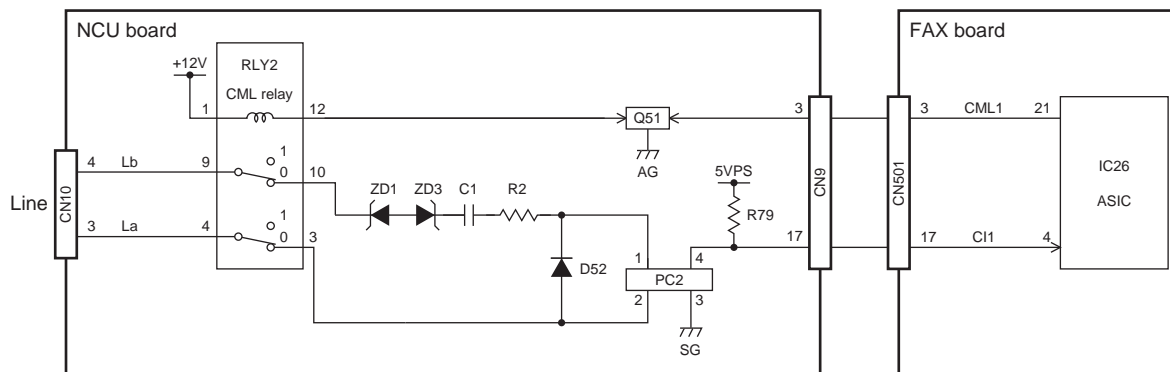 NCU board
FAX board
+12V
RLY2
CML relay
1
12
Q51
AG
3
3
CML1
21
Line
CN10
4
Lb
9
1
0
10
ZD1
ZD3
C1
R2
5VPS
R79
CN9
CN501
IC26
ASIC
3
La
4
1
0
3
D52
1
4
PC2
2
3
SG
17
17
CI1
4